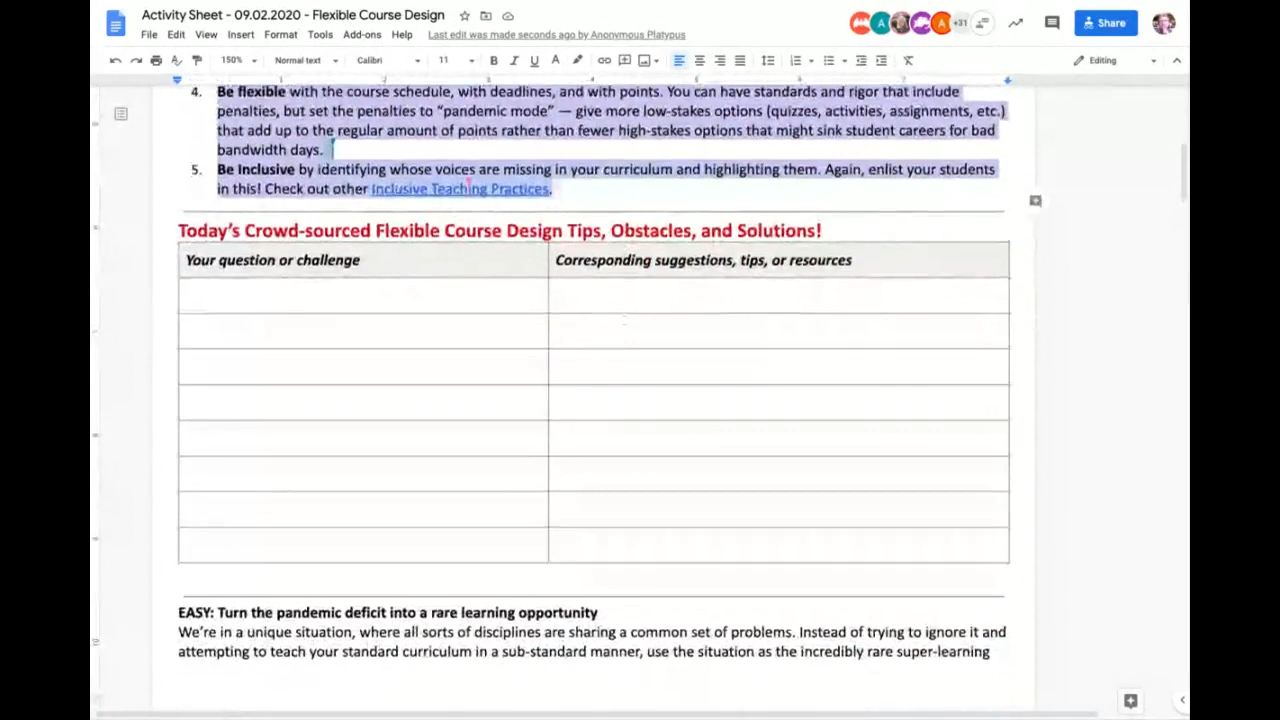 Activity Sheet - 09.02.2020 - Flexible Course Design
File Edit View Insert Format Tools Add-ons Help Last edit was made seconds ago by Anonymous Platypus
A A +31 Share
150% Normal text Calibri 11 B I U A Editing
1 2 3 4 5 6 7
4. Be flexible with the course schedule, with deadlines, and with points. You can have standards and rigor that include
penalties, but set the penalties to “pandemic mode” — give more low-stakes options (quizzes, activities, assignments, etc.)
that add up to the regular amount of points rather than fewer high-stakes options that might sink student careers for bad
bandwidth days.
5. Be Inclusive by identifying whose voices are missing in your curriculum and highlighting them. Again, enlist your students
in this! Check out other Inclusive Teaching Practices.
Today’s Crowd-sourced Flexible Course Design Tips, Obstacles, and Solutions!
Your question or challenge
Corresponding suggestions, tips, or resources
EASY: Turn the pandemic deficit into a rare learning opportunity
We’re in a unique situation, where all sorts of disciplines are sharing a common set of problems. Instead of trying to ignore it and
attempting to teach your standard curriculum in a sub-standard manner, use the situation as the incredibly rare super-learning